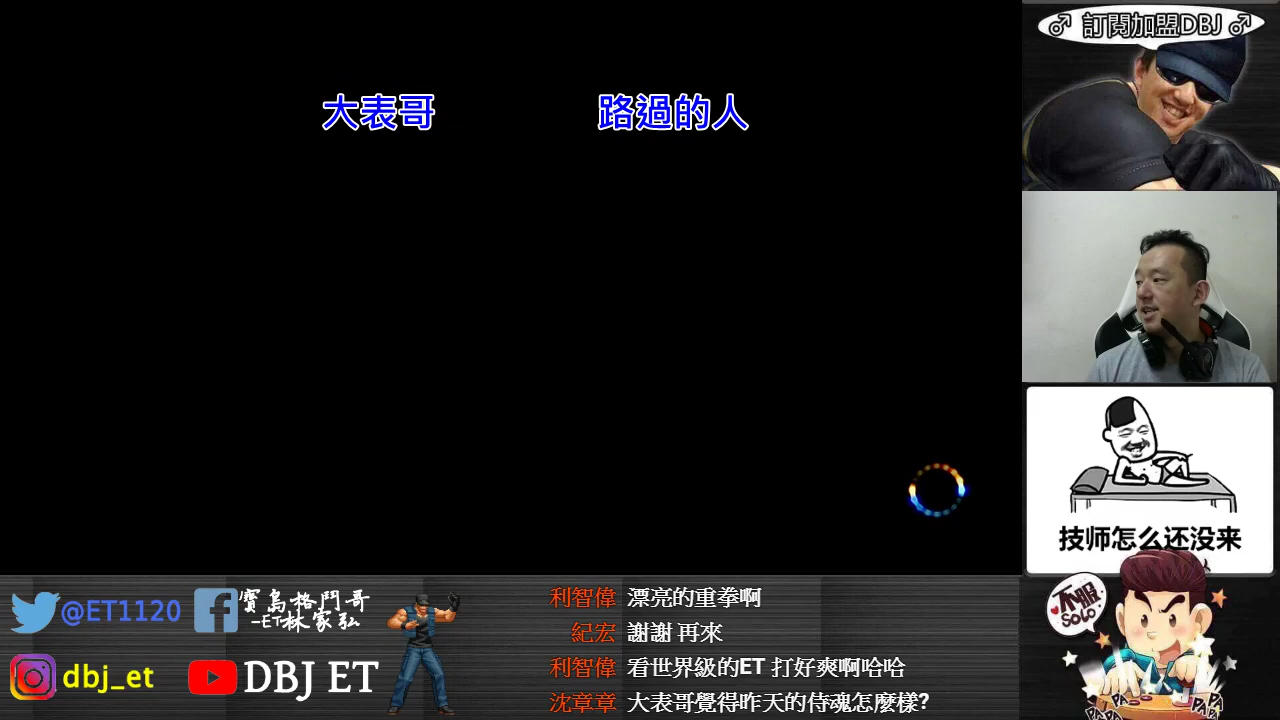 ♂ 訂閱加盟DBJ ♂
大表哥
路過的人
技师怎么还没来
不服
SOLO
@ET1120
寶島格鬥哥
-ET林家弘
dbj_et
DBJ ET
利智偉 漂亮的重拳啊
紀宏 謝謝 再來
利智偉 看世界級的ET 打好爽啊哈哈
沈章章 大表哥覺得昨天的侍魂怎麼樣?